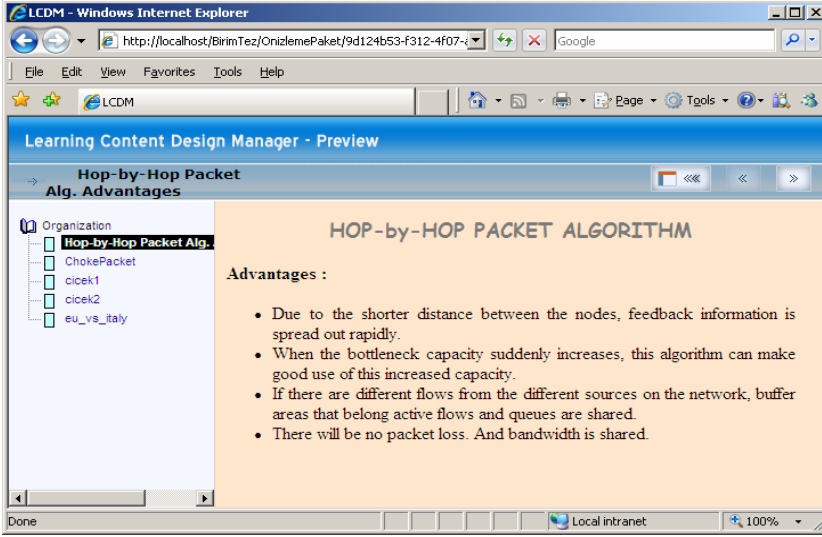 LCDM - Windows Internet Explorer
http://localhost/BirimTez/OnizlemePaket/9d124b53-f312-4f07-
Google
File Edit View Favorites Tools Help
LCDM
Page Tools
Learning Content Design Manager - Preview
Hop-by-Hop Packet
Alg. Advantages
Organization
Hop-by-Hop Packet Alg.
ChokePacket
cicek1
cicek2
eu_vs_italy
HOP-by-HOP PACKET ALGORITHM
Advantages :
• Due to the shorter distance between the nodes, feedback information is
spread out rapidly.
• When the bottleneck capacity suddenly increases, this algorithm can make
good use of this increased capacity.
• If there are different flows from the different sources on the network, buffer
areas that belong active flows and queues are shared.
• There will be no packet loss. And bandwidth is shared.
Done
Local intranet
100%